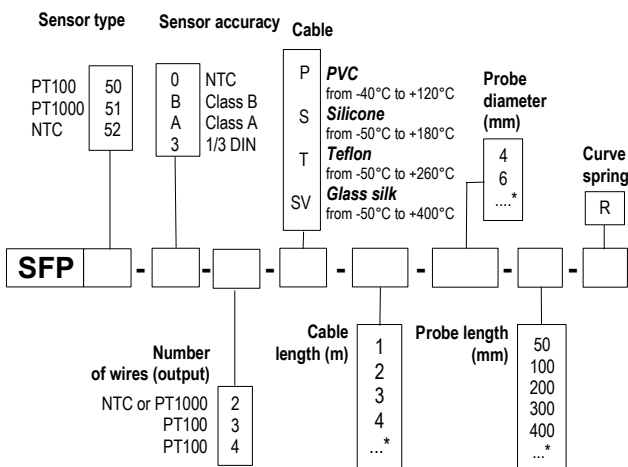 Sensor type
PT100 50
PT1000 51
NTC 52
Sensor accuracy
0 NTC
B Class B
A Class A
3 1/3 DIN
Cable
P PVC
from -40°C to +120°C
S Silicone
from -50°C to +180°C
T Teflon
from -50°C to +260°C
SV Glass silk
from -50°C to +400°C
Probe
diameter
(mm)
4
6
....*
Curve
spring
R
SFP - - - - - - -
Number
of wires (output)
NTC or PT1000 2
PT100 3
PT100 4
Cable
length (m)
1
2
3
4
...*
Probe length
(mm)
50
100
200
300
400
...*